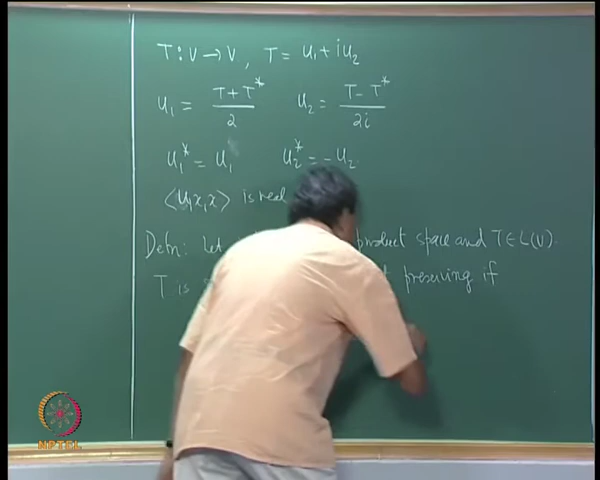 T : V → V , T = U₁ + iU₂
U₁ = (T + T*)/2 U₂ = (T - T*)/2i
U₁* = U₁ U₂* = - U₂
⟨U₁x, x⟩ is real
Defn: Let product space and T ∈ L(V).
T is preserving if
NPTEL